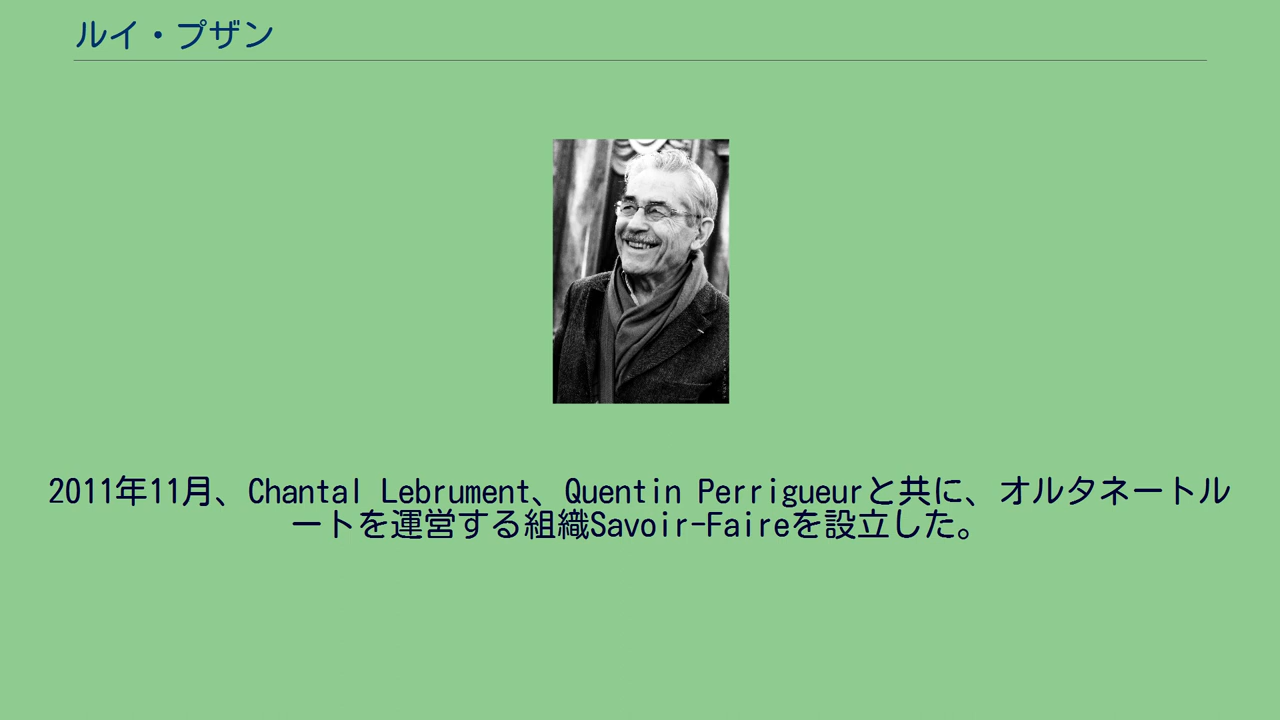 ルイ・プザン
2011年11月、Chantal Lebrument、Quentin Perrigueurと共に、オルタネートル
ートを運営する組織Savoir-Faireを設立した。